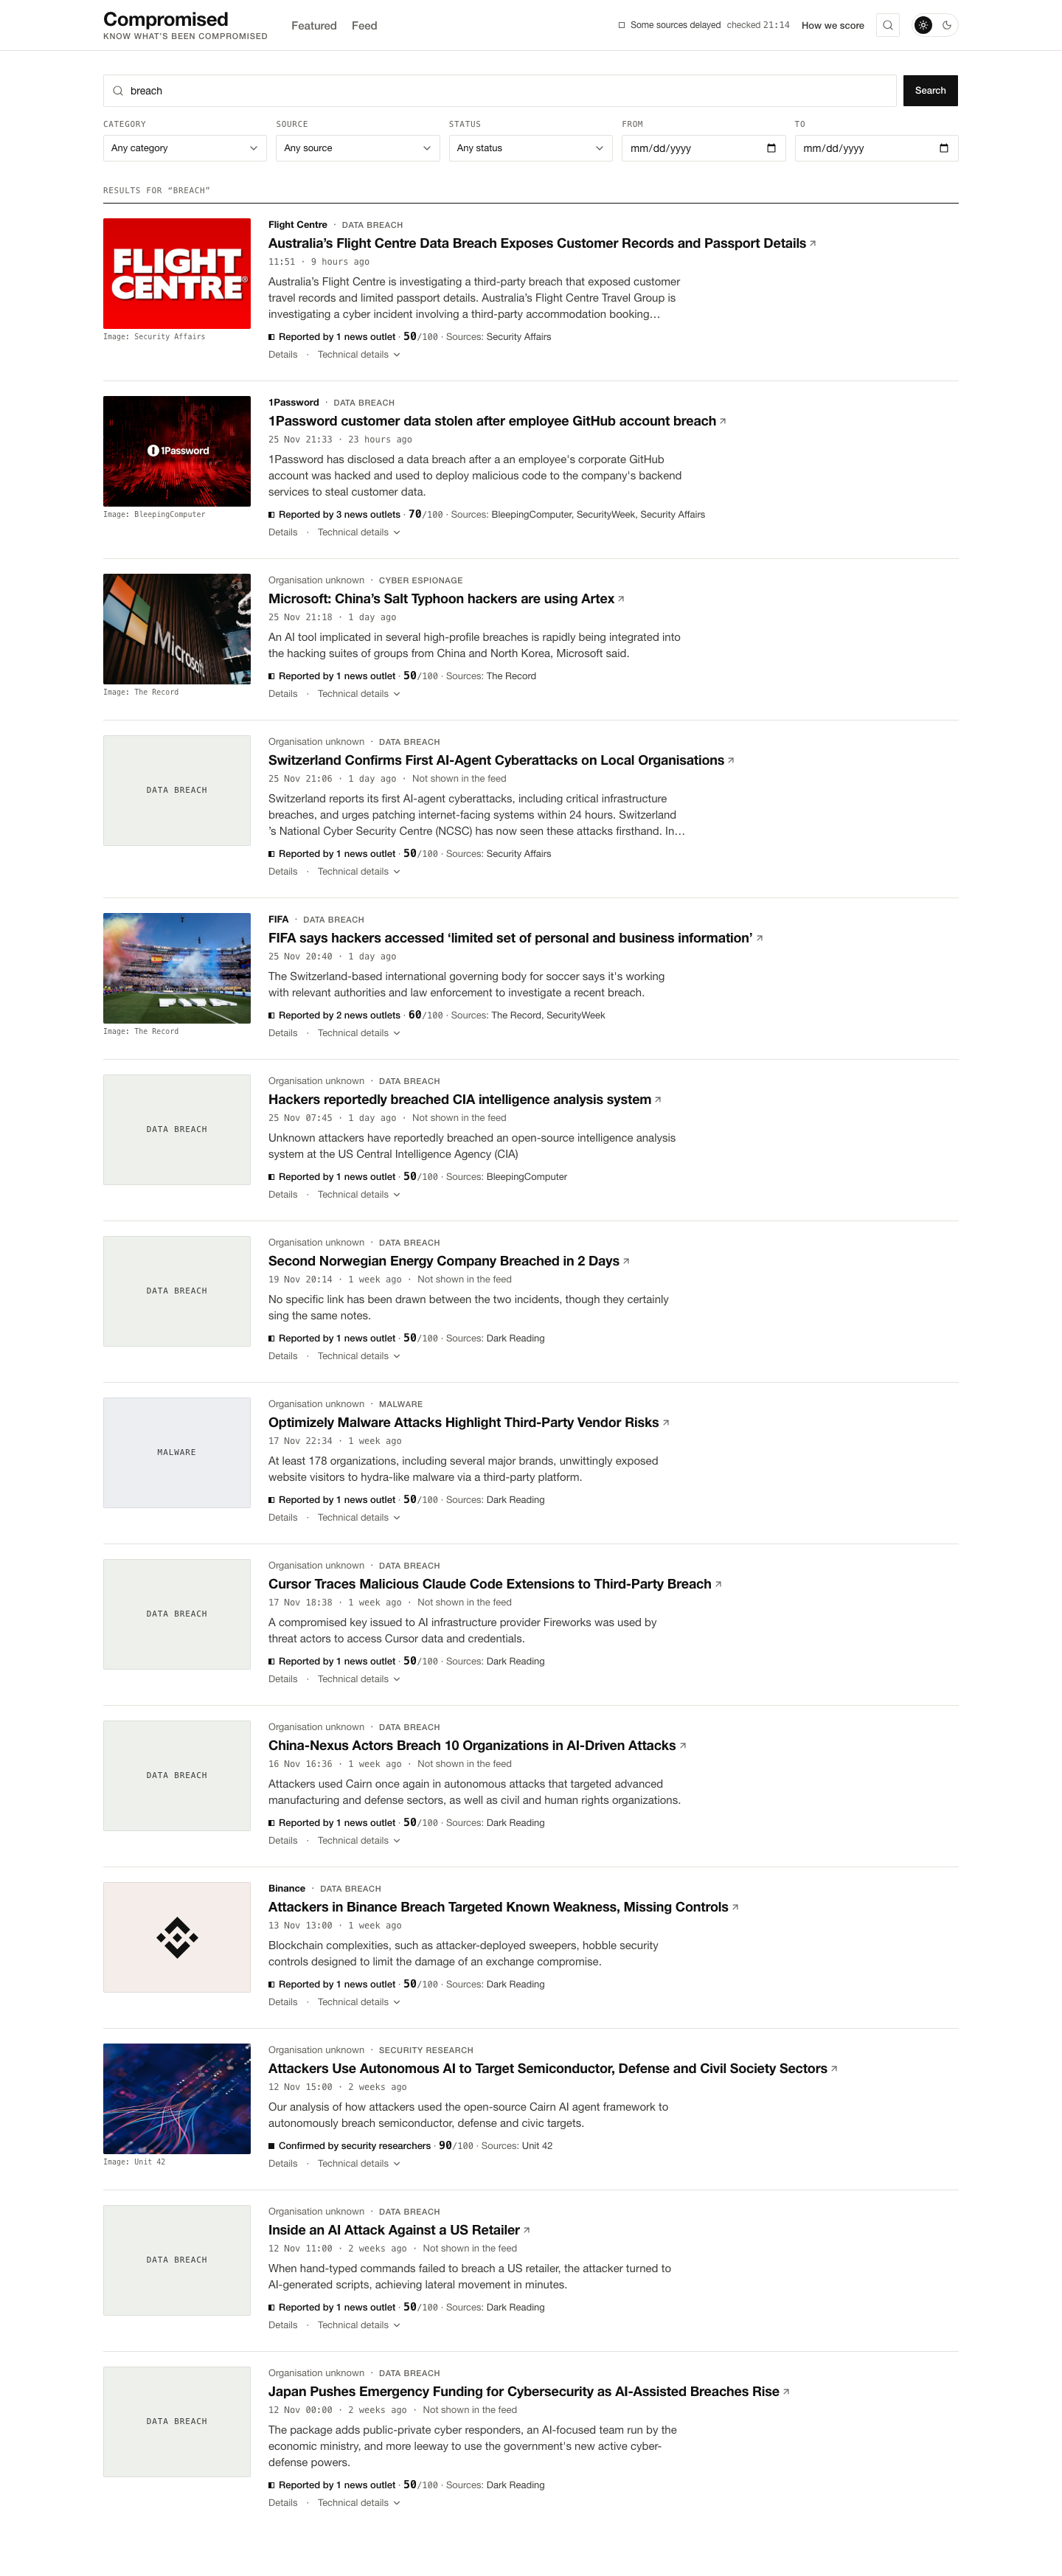 Compromised
KNOW WHAT'S BEEN COMPROMISED
Featured Feed
Some sources delayed checked 21:14
How we score
breach
Search
CATEGORY SOURCE STATUS FROM TO
Any category Any source Any status mm/dd/yyyy mm/dd/yyyy
RESULTS FOR “BREACH”
FLIGHT
CENTRE®
Image: Security Affairs
Flight Centre · DATA BREACH
Australia’s Flight Centre Data Breach Exposes Customer Records and Passport Details
11:51 · 9 hours ago
Australia’s Flight Centre is investigating a third-party breach that exposed customer
travel records and limited passport details. Australia’s Flight Centre Travel Group is
investigating a cyber incident involving a third-party accommodation booking…
Reported by 1 news outlet · 50/100 · Sources: Security Affairs
Details · Technical details
1Password
Image: BleepingComputer
1Password · DATA BREACH
1Password customer data stolen after employee GitHub account breach
25 Nov 21:33 · 23 hours ago
1Password has disclosed a data breach after a an employee's corporate GitHub
account was hacked and used to deploy malicious code to the company's backend
services to steal customer data.
Reported by 3 news outlets · 70/100 · Sources: BleepingComputer, SecurityWeek, Security Affairs
Details · Technical details
Microsoft
Image: The Record
Organisation unknown · CYBER ESPIONAGE
Microsoft: China’s Salt Typhoon hackers are using Artex
25 Nov 21:18 · 1 day ago
An AI tool implicated in several high-profile breaches is rapidly being integrated into
the hacking suites of groups from China and North Korea, Microsoft said.
Reported by 1 news outlet · 50/100 · Sources: The Record
Details · Technical details
DATA BREACH
Organisation unknown · DATA BREACH
Switzerland Confirms First AI-Agent Cyberattacks on Local Organisations
25 Nov 21:06 · 1 day ago · Not shown in the feed
Switzerland reports its first AI-agent cyberattacks, including critical infrastructure
breaches, and urges patching internet-facing systems within 24 hours. Switzerland
’s National Cyber Security Centre (NCSC) has now seen these attacks firsthand. In…
Reported by 1 news outlet · 50/100 · Sources: Security Affairs
Details · Technical details
Image: The Record
FIFA · DATA BREACH
FIFA says hackers accessed ‘limited set of personal and business information’
25 Nov 20:40 · 1 day ago
The Switzerland-based international governing body for soccer says it's working
with relevant authorities and law enforcement to investigate a recent breach.
Reported by 2 news outlets · 60/100 · Sources: The Record, SecurityWeek
Details · Technical details
DATA BREACH
Organisation unknown · DATA BREACH
Hackers reportedly breached CIA intelligence analysis system
25 Nov 07:45 · 1 day ago · Not shown in the feed
Unknown attackers have reportedly breached an open-source intelligence analysis
system at the US Central Intelligence Agency (CIA)
Reported by 1 news outlet · 50/100 · Sources: BleepingComputer
Details · Technical details
DATA BREACH
Organisation unknown · DATA BREACH
Second Norwegian Energy Company Breached in 2 Days
19 Nov 20:14 · 1 week ago · Not shown in the feed
No specific link has been drawn between the two incidents, though they certainly
sing the same notes.
Reported by 1 news outlet · 50/100 · Sources: Dark Reading
Details · Technical details
MALWARE
Organisation unknown · MALWARE
Optimizely Malware Attacks Highlight Third-Party Vendor Risks
17 Nov 22:34 · 1 week ago
At least 178 organizations, including several major brands, unwittingly exposed
website visitors to hydra-like malware via a third-party platform.
Reported by 1 news outlet · 50/100 · Sources: Dark Reading
Details · Technical details
DATA BREACH
Organisation unknown · DATA BREACH
Cursor Traces Malicious Claude Code Extensions to Third-Party Breach
17 Nov 18:38 · 1 week ago · Not shown in the feed
A compromised key issued to AI infrastructure provider Fireworks was used by
threat actors to access Cursor data and credentials.
Reported by 1 news outlet · 50/100 · Sources: Dark Reading
Details · Technical details
DATA BREACH
Organisation unknown · DATA BREACH
China-Nexus Actors Breach 10 Organizations in AI-Driven Attacks
16 Nov 16:36 · 1 week ago · Not shown in the feed
Attackers used Cairn once again in autonomous attacks that targeted advanced
manufacturing and defense sectors, as well as civil and human rights organizations.
Reported by 1 news outlet · 50/100 · Sources: Dark Reading
Details · Technical details
Binance · DATA BREACH
Attackers in Binance Breach Targeted Known Weakness, Missing Controls
13 Nov 13:00 · 1 week ago
Blockchain complexities, such as attacker-deployed sweepers, hobble security
controls designed to limit the damage of an exchange compromise.
Reported by 1 news outlet · 50/100 · Sources: Dark Reading
Details · Technical details
Image: Unit 42
Organisation unknown · SECURITY RESEARCH
Attackers Use Autonomous AI to Target Semiconductor, Defense and Civil Society Sectors
12 Nov 15:00 · 2 weeks ago
Our analysis of how attackers used the open-source Cairn AI agent framework to
autonomously breach semiconductor, defense and civic targets.
Confirmed by security researchers · 90/100 · Sources: Unit 42
Details · Technical details
DATA BREACH
Organisation unknown · DATA BREACH
Inside an AI Attack Against a US Retailer
12 Nov 11:00 · 2 weeks ago · Not shown in the feed
When hand-typed commands failed to breach a US retailer, the attacker turned to
AI-generated scripts, achieving lateral movement in minutes.
Reported by 1 news outlet · 50/100 · Sources: Dark Reading
Details · Technical details
DATA BREACH
Organisation unknown · DATA BREACH
Japan Pushes Emergency Funding for Cybersecurity as AI-Assisted Breaches Rise
12 Nov 00:00 · 2 weeks ago · Not shown in the feed
The package adds public-private cyber responders, an AI-focused team run by the
economic ministry, and more leeway to use the government's new active cyber-
defense powers.
Reported by 1 news outlet · 50/100 · Sources: Dark Reading
Details · Technical details